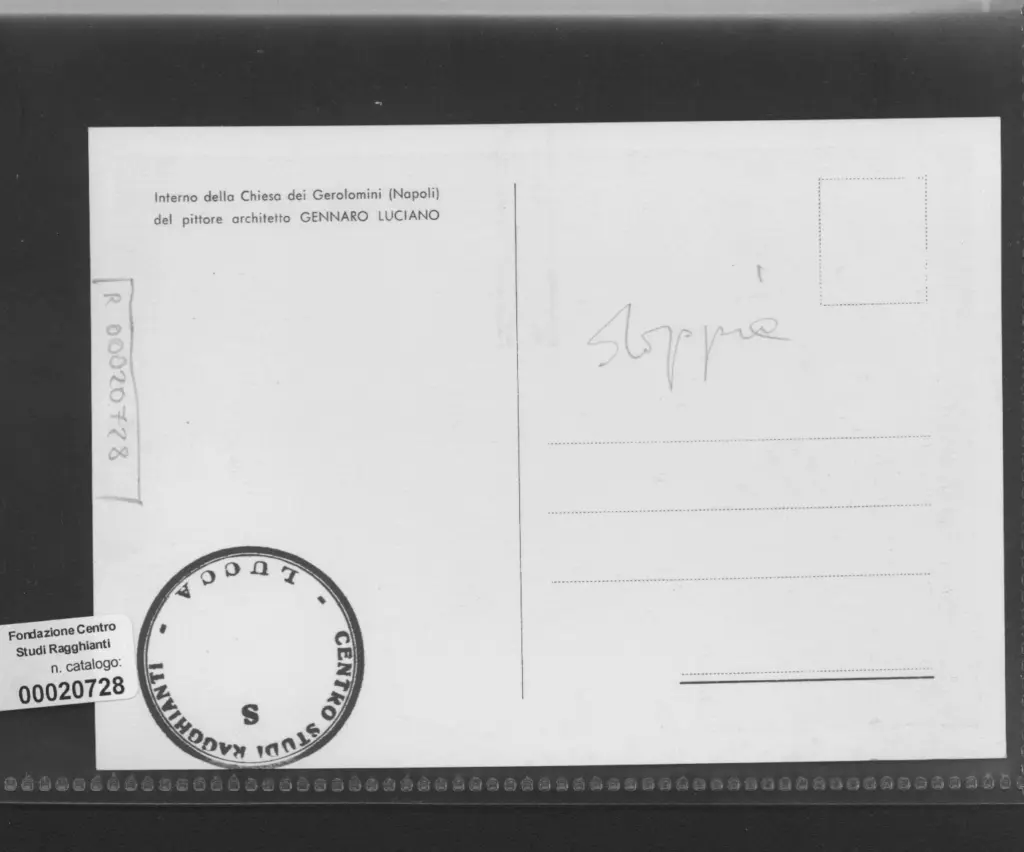 Interno della Chiesa dei Gerolomini (Napoli)
del pittore architetto GENNARO LUCIANO
R 00020728
LUCCA - CENTRO STUDI RAGGHIANTI -
S
Fondazione Centro
Studi Ragghianti
n. catalogo:
00020728